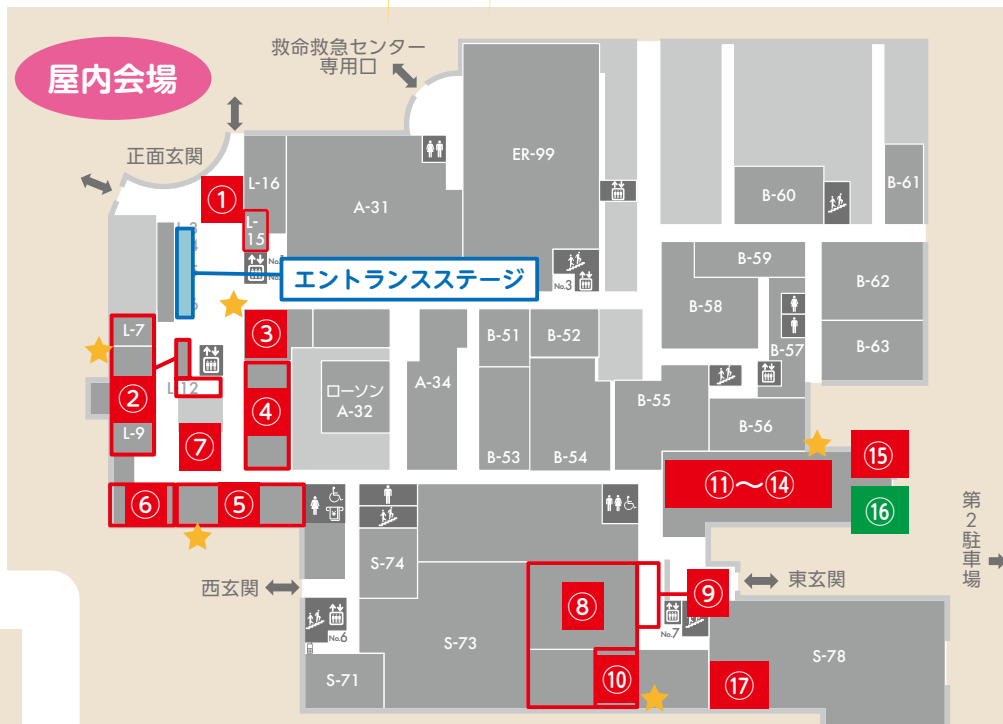 屋内会場
救命救急センター
専用口
正面玄関
ER-99
①
L-16
A-31
B-60
B-61
L-
15
No.3
エントランスステージ
B-59
B-62
B-58
L-7
③
B-51
B-52
B-57
B-63
②
L-12
④
ローソン
A-32
A-34
B-55
L-9
⑦
B-53
B-54
B-56
⑪〜⑭
⑮
⑥
⑤
⑯
第2駐車場
S-74
西玄関
東玄関
⑧
⑨
No.6
No.7
S-73
S-78
S-71
⑩
⑰